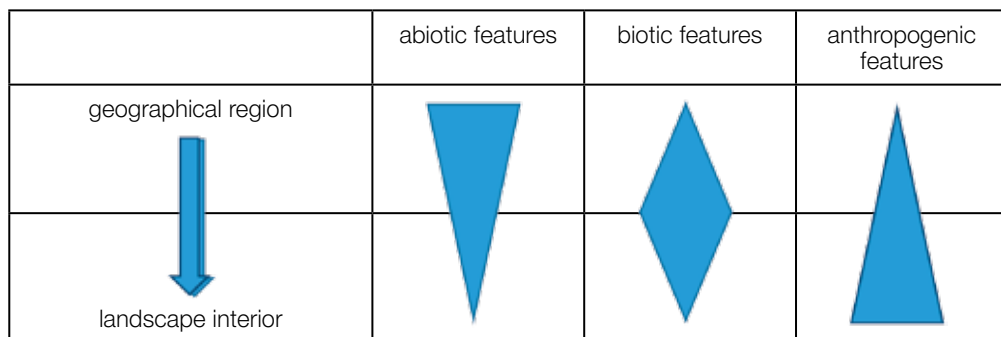 abiotic features
biotic features
anthropogenic
features
geographical region
landscape interior